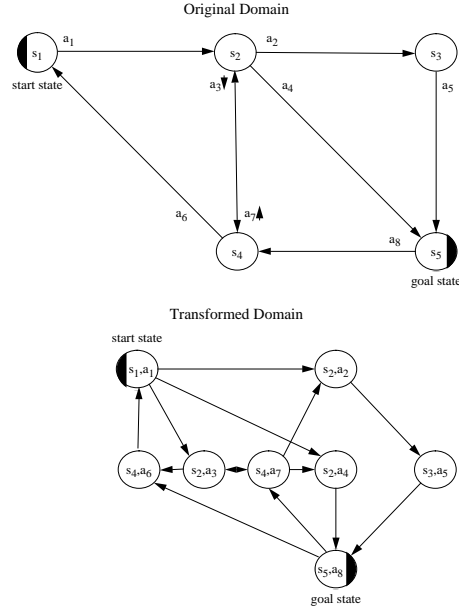 Original Domain
s1 a1 s2 a2 s3
start state a3 a4 a5
a6 a7 a8
s4 s5
goal state
Transformed Domain
start state
s1,a1 s2,a2
s4,a6 s2,a3 s4,a7 s2,a4 s3,a5
s5,a8
goal state